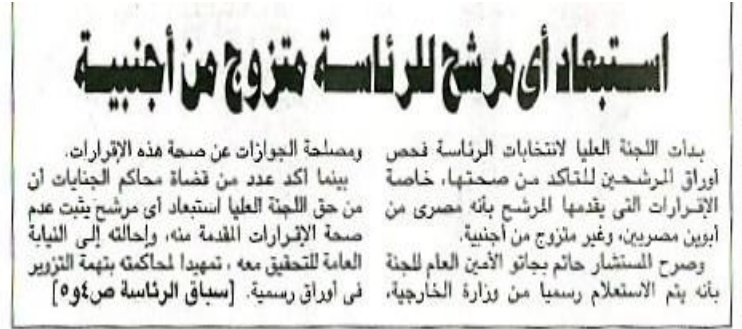 استبعاد أى مرشح للرئاسة متزوج من أجنبية
بدأت اللجنة العليا لانتخابات الرئاسة فحص
أوراق المرشحين للتأكد من صحتها، خاصة
الإقرارات التى يقدمها المرشح بأنه مصرى من
أبوين مصريين، وغير متزوج من أجنبية.
وصرح المستشار حاتم بجاتو الأمين العام للجنة
بأنه يتم الاستعلام رسميا من وزارة الخارجية،
ومصلحة الجوازات عن صحة هذه الإقرارات.
بينما اكد عدد من قضاة محاكم الجنايات أن
من حق اللجنة العليا استبعاد أى مرشح يثبت عدم
صحة الإقرارات المقدمة منه، وإحالته إلى النيابة
العامة للتحقيق معه، تمهيدا لمحاكمته بتهمة التزوير
فى أوراق رسمية. [سباق الرئاسة ص٤و٥]